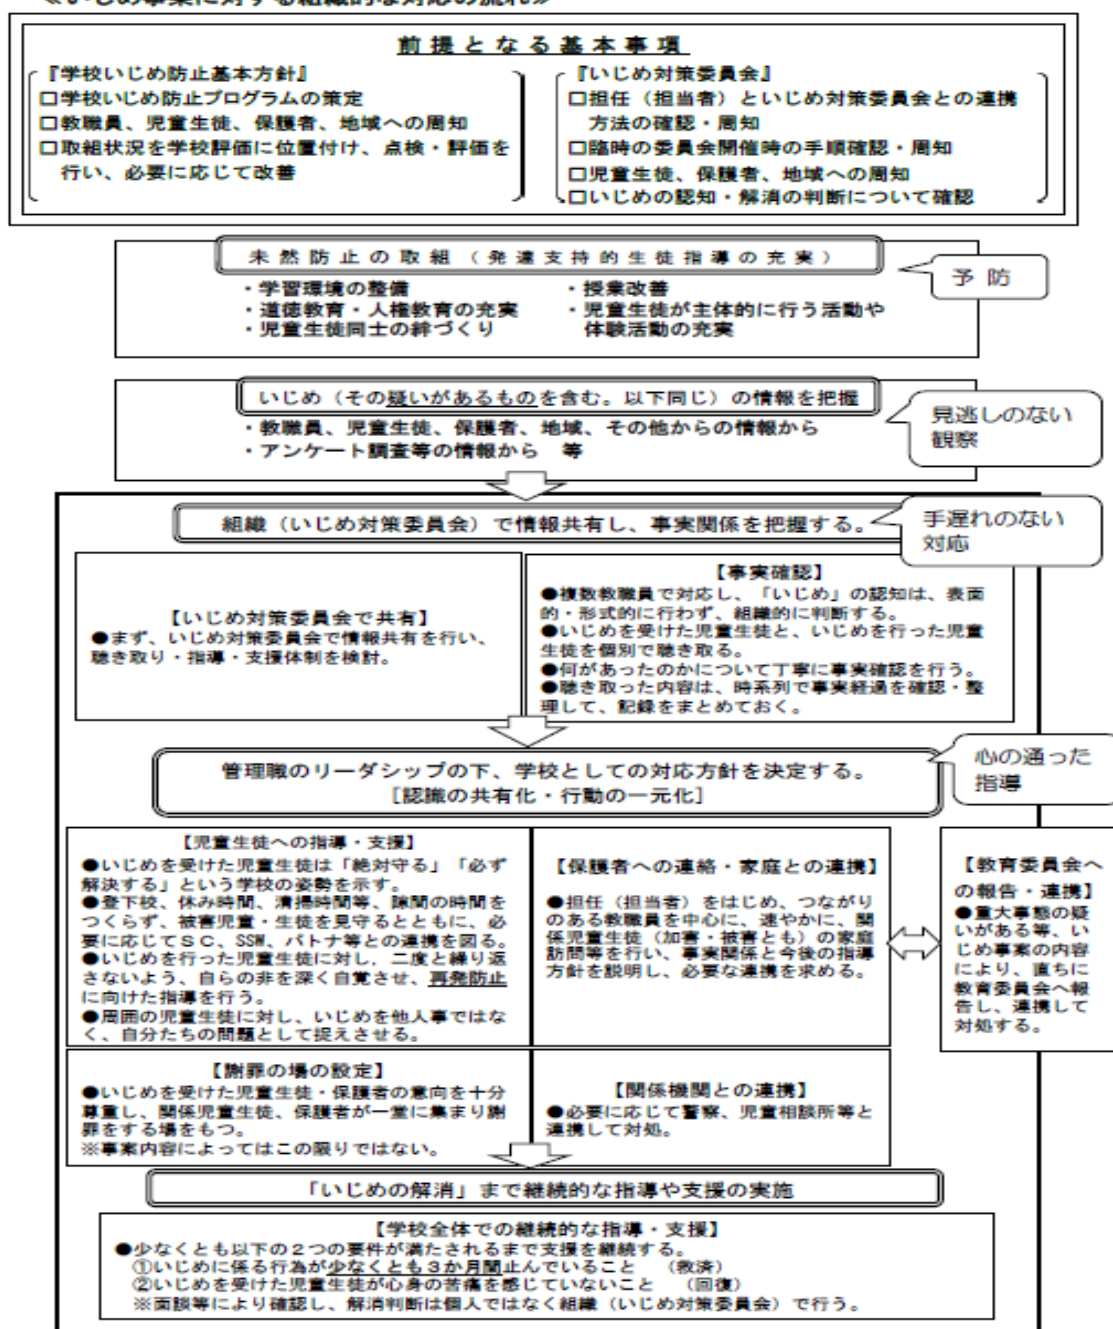 ≪いじめ事案に対する組織的な対応の流れ≫
前提となる基本事項
『学校いじめ防止基本方針』
□学校いじめ防止プログラムの策定
□教職員、児童生徒、保護者、地域への周知
□取組状況を学校評価に位置付け、点検・評価を
行い、必要に応じて改善
『いじめ対策委員会』
□担任（担当者）といじめ対策委員会との連携
方法の確認・周知
□臨時の委員会開催時の手順確認・周知
□児童生徒、保護者、地域への周知
□いじめの認知・解消の判断について確認
未然防止の取組（発達支持的生徒指導の充実）
予防
・学習環境の整備
・道徳教育・人権教育の充実
・児童生徒同士の絆づくり
・授業改善
・児童生徒が主体的に行う活動や
体験活動の充実
いじめ（その疑いがあるものを含む。以下同じ）の情報を把握
見逃しのない
観察
・教職員、児童生徒、保護者、地域、その他からの情報から
・アンケート調査等の情報から　等
組織（いじめ対策委員会）で情報共有し、事実関係を把握する。
手遅れのない
対応
【いじめ対策委員会で共有】
●まず、いじめ対策委員会で情報共有を行い、
聴き取り・指導・支援体制を検討。
【事実確認】
●複数教職員で対応し、「いじめ」の認知は、表面
的・形式的に行わず、組織的に判断する。
●いじめを受けた児童生徒と、いじめを行った児童
生徒を個別で聴き取る。
●何があったのかについて丁寧に事実確認を行う。
●聴き取った内容は、時系列で事実経過を確認・整
理して、記録をまとめておく。
管理職のリーダシップの下、学校としての対応方針を決定する。
[認識の共有化・行動の一元化]
心の通った
指導
【児童生徒への指導・支援】
●いじめを受けた児童生徒は「絶対守る」「必ず
解決する」という学校の姿勢を示す。
●登下校、休み時間、清掃時間等、隙間の時間を
つくらず、被害児童・生徒を見守るとともに、必
要に応じてＳＣ、SSW、パトナ等との連携を図る。
●いじめを行った児童生徒に対し、二度と繰り返
さないよう、自らの非を深く自覚させ、再発防止
に向けた指導を行う。
●周囲の児童生徒に対し、いじめを他人事ではな
く、自分たちの問題として捉えさせる。
【保護者への連絡・家庭との連携】
●担任（担当者）をはじめ、つながり
のある教職員を中心に、速やかに、関
係児童生徒（加害・被害とも）の家庭
訪問等を行い、事実関係と今後の指導
方針を説明し、必要な連携を求める。
【教育委員会へ
の報告・連携】
●重大事態の疑
いがある等、い
じめ事案の内容
により、直ちに
教育委員会へ報
告し、連携して
対処する。
【謝罪の場の設定】
●いじめを受けた児童生徒・保護者の意向を十分
尊重し、関係児童生徒、保護者が一堂に集まり謝
罪をする場をもつ。
※事案内容によってはこの限りではない。
【関係機関との連携】
●必要に応じて警察、児童相談所等と
連携して対処。
「いじめの解消」まで継続的な指導や支援の実施
【学校全体での継続的な指導・支援】
●少なくとも以下の２つの要件が満たされるまで支援を継続する。
①いじめに係る行為が少なくとも３か月間止んでいること　（救済）
②いじめを受けた児童生徒が心身の苦痛を感じていないこと　（回復）
※面談等により確認し、解消判断は個人ではなく組織（いじめ対策委員会）で行う。